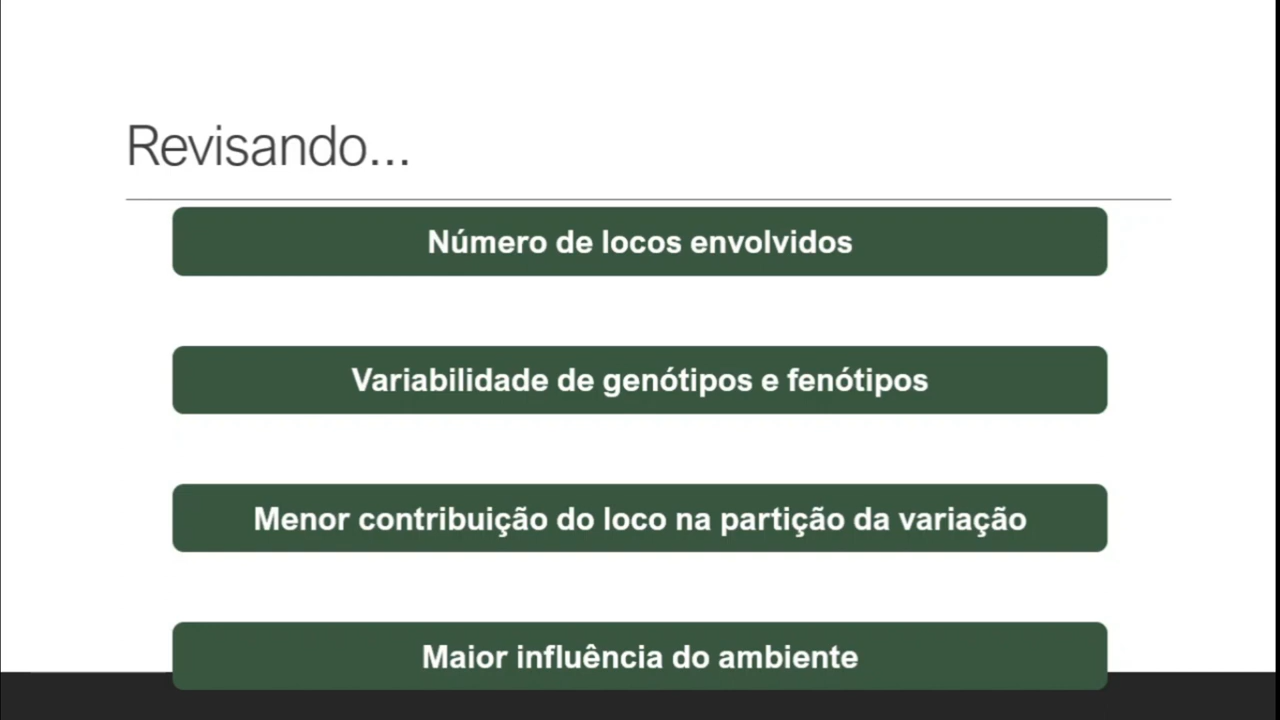 Revisando...
Número de locos envolvidos
Variabilidade de genótipos e fenótipos
Menor contribuição do loco na partição da variação
Maior influência do ambiente